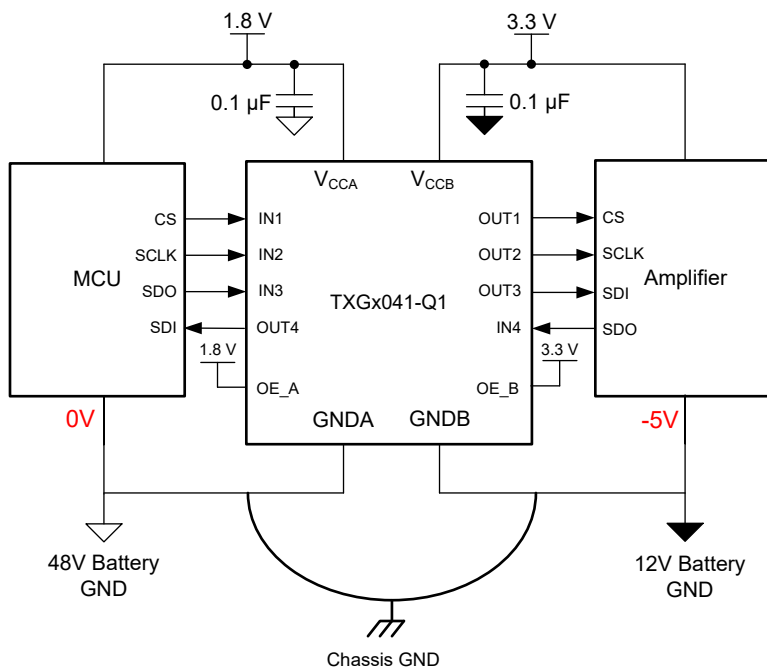 1.8 V
3.3 V
0.1 µF
0.1 µF
VCCA
VCCB
CS
IN1
OUT1
CS
SCLK
IN2
OUT2
SCLK
MCU
TXGx041-Q1
Amplifier
SDO
IN3
OUT3
SDI
SDI
OUT4
IN4
SDO
1.8 V
3.3 V
OE_A
OE_B
GNDA
GNDB
0V
-5V
48V Battery
GND
12V Battery
GND
Chassis GND